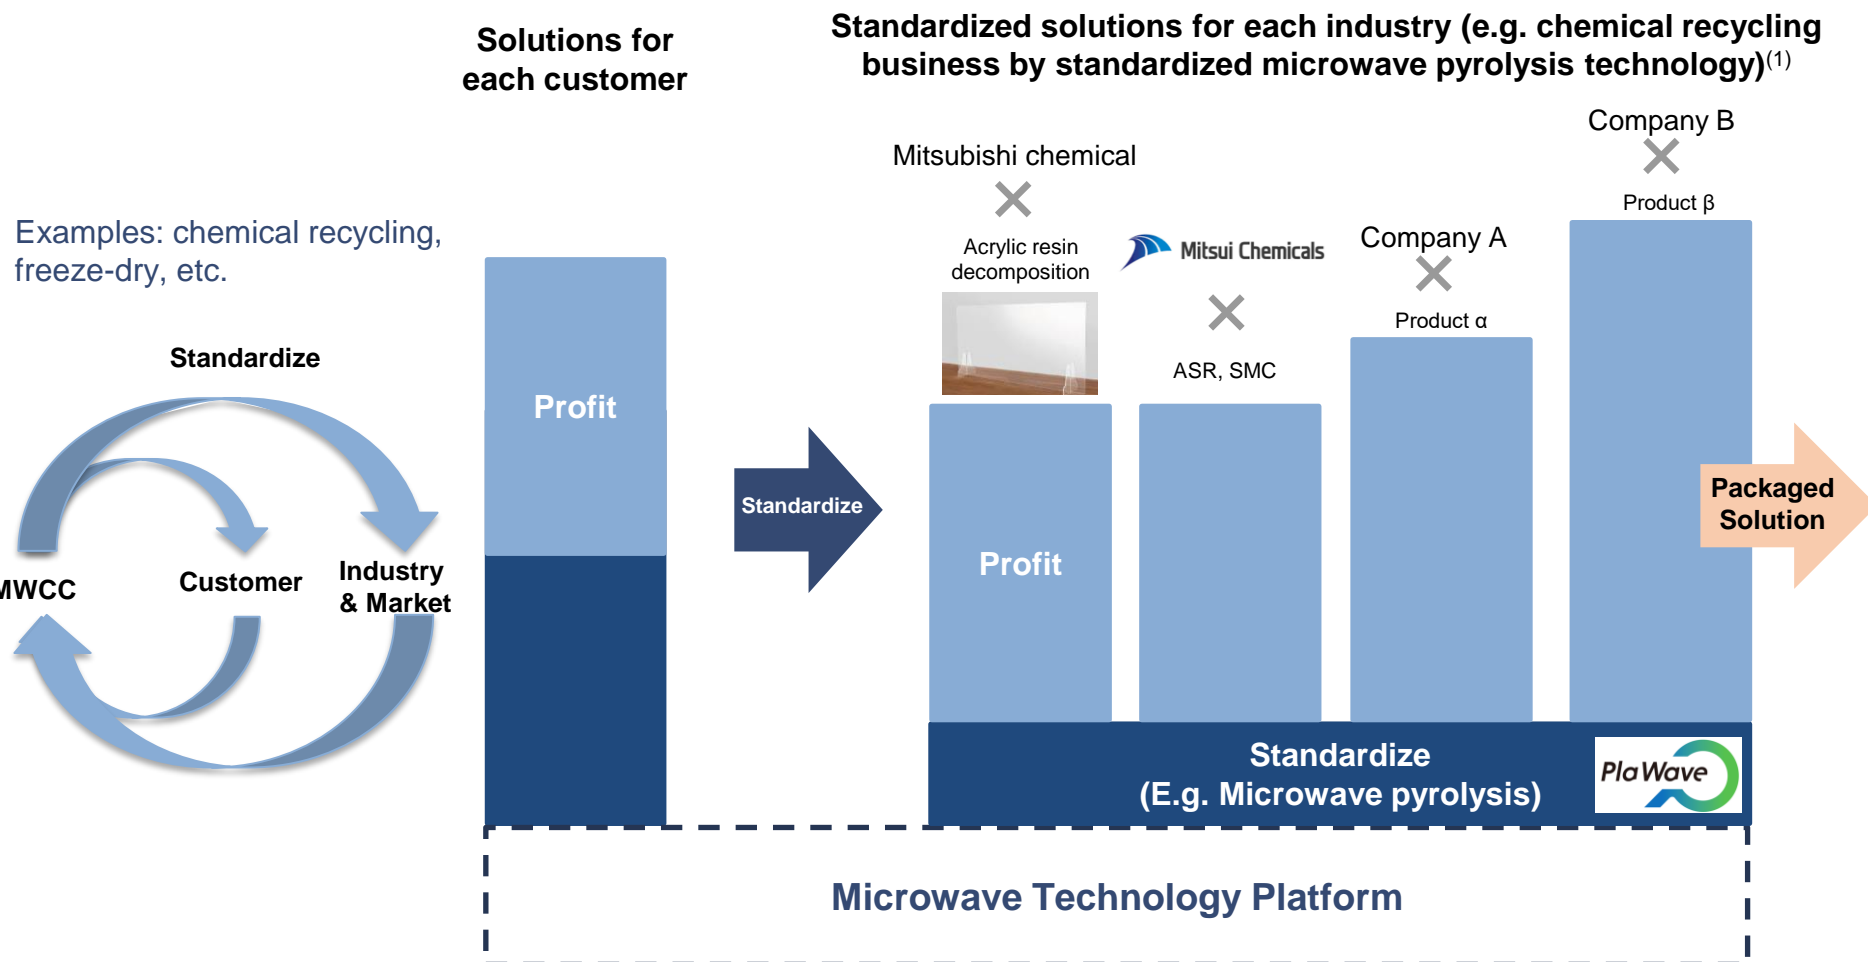 Solutions for
each customer
Standardized solutions for each industry (e.g. chemical recycling
business by standardized microwave pyrolysis technology)(1)
Examples: chemical recycling,
freeze-dry, etc.
Standardize
MWCC
Customer
Industry
& Market
Profit
Standardize
Mitsubishi chemical
Acrylic resin
decomposition
Profit
Mitsui Chemicals
ASR, SMC
Company A
Product α
Company B
Product β
Packaged
Solution
Standardize
(E.g. Microwave pyrolysis)
PlaWave
Microwave Technology Platform